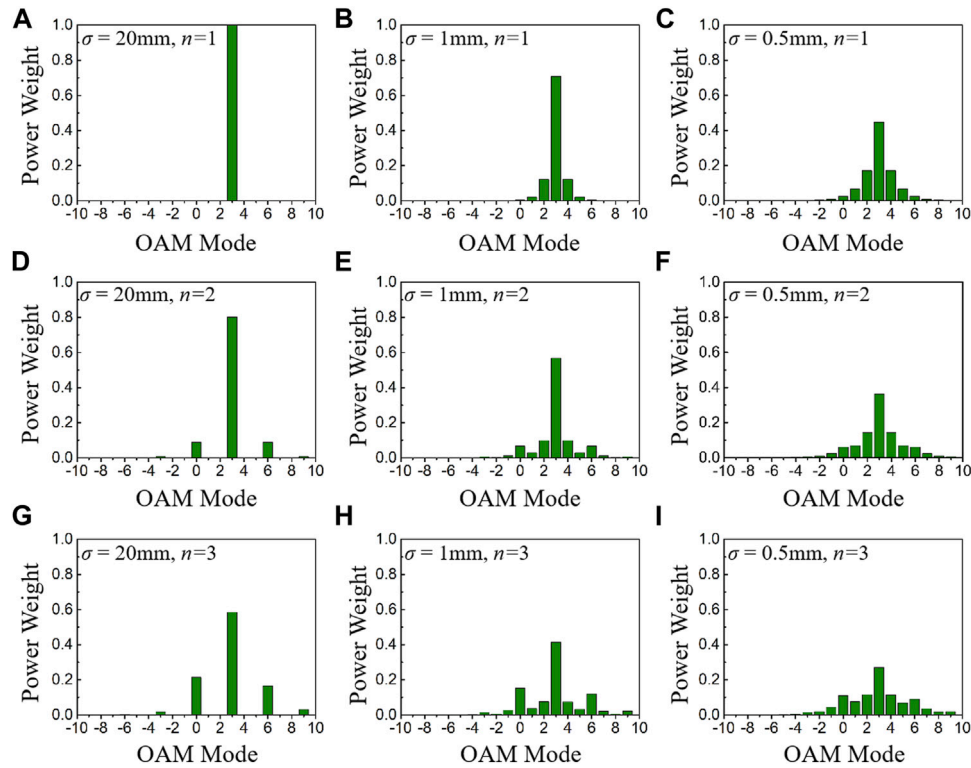 A
σ = 20mm, n=1
Power Weight
1.0
0.8
0.6
0.4
0.2
0.0
-10 -8 -6 -4 -2 0 2 4 6 8 10
OAM Mode
B
σ = 1mm, n=1
Power Weight
1.0
0.8
0.6
0.4
0.2
0.0
-10 -8 -6 -4 -2 0 2 4 6 8 10
OAM Mode
C
σ = 0.5mm, n=1
Power Weight
1.0
0.8
0.6
0.4
0.2
0.0
-10 -8 -6 -4 -2 0 2 4 6 8 10
OAM Mode
D
σ = 20mm, n=2
Power Weight
1.0
0.8
0.6
0.4
0.2
0.0
-10 -8 -6 -4 -2 0 2 4 6 8 10
OAM Mode
E
σ = 1mm, n=2
Power Weight
1.0
0.8
0.6
0.4
0.2
0.0
-10 -8 -6 -4 -2 0 2 4 6 8 10
OAM Mode
F
σ = 0.5mm, n=2
Power Weight
1.0
0.8
0.6
0.4
0.2
0.0
-10 -8 -6 -4 -2 0 2 4 6 8 10
OAM Mode
G
σ = 20mm, n=3
Power Weight
1.0
0.8
0.6
0.4
0.2
0.0
-10 -8 -6 -4 -2 0 2 4 6 8 10
OAM Mode
H
σ = 1mm, n=3
Power Weight
1.0
0.8
0.6
0.4
0.2
0.0
-10 -8 -6 -4 -2 0 2 4 6 8 10
OAM Mode
I
σ = 0.5mm, n=3
Power Weight
1.0
0.8
0.6
0.4
0.2
0.0
-10 -8 -6 -4 -2 0 2 4 6 8 10
OAM Mode